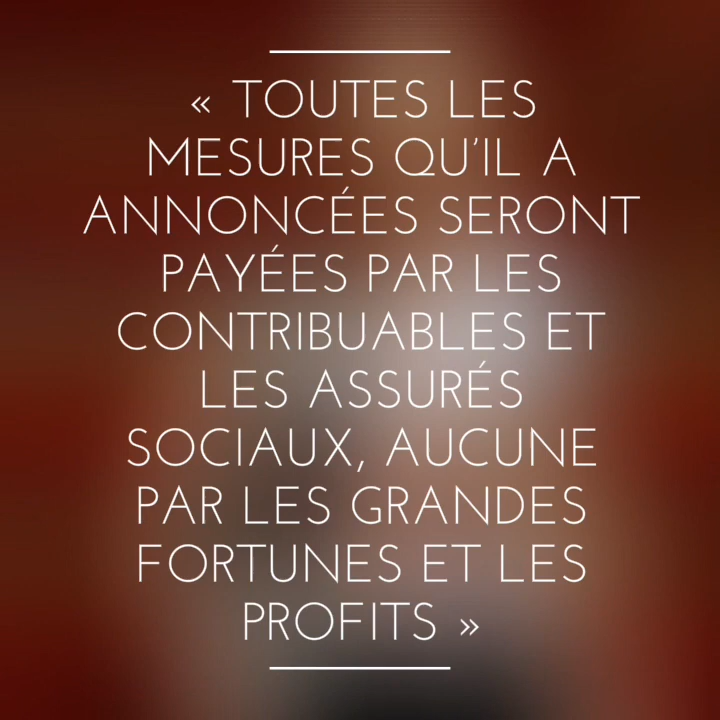 « TOUTES LES
MESURES QU’IL A
ANNONCÉES SERONT
PAYÉES PAR LES
CONTRIBUABLES ET
LES ASSURÉS
SOCIAUX, AUCUNE
PAR LES GRANDES
FORTUNES ET LES
PROFITS »